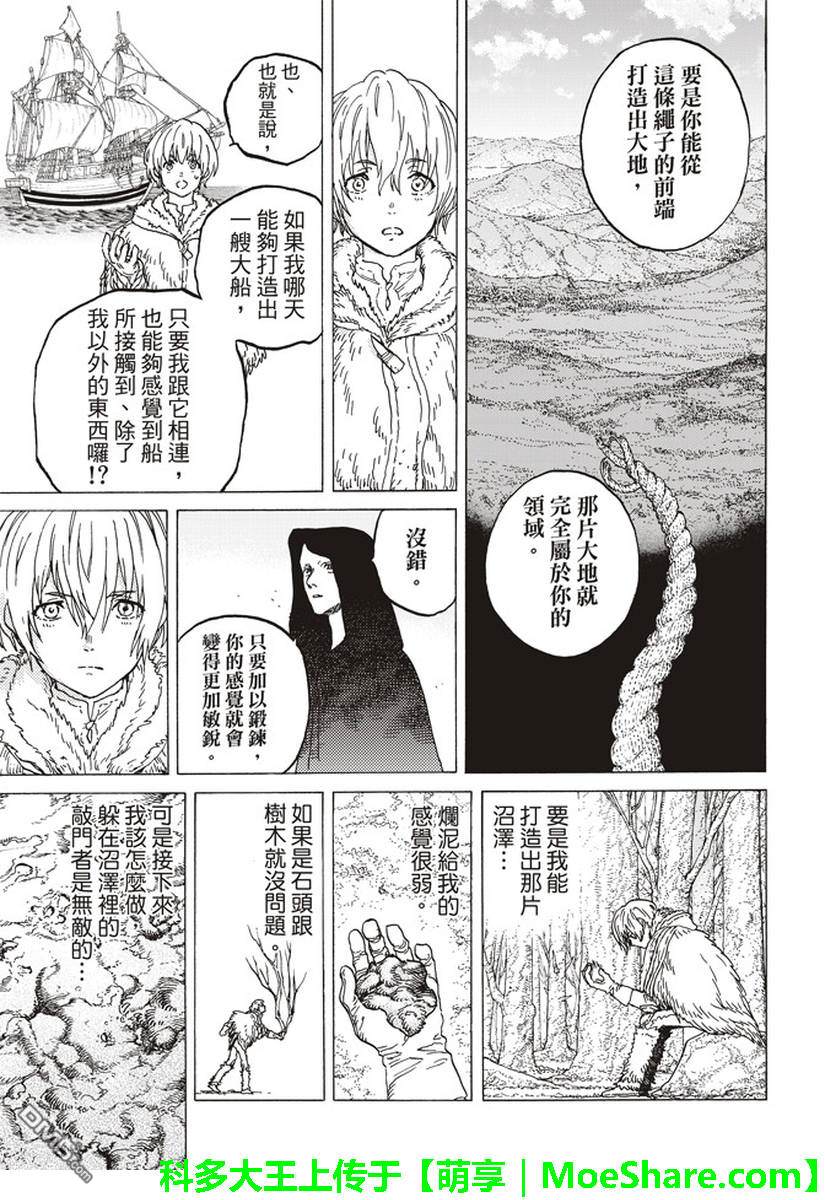 要是你能從
這條繩子的前端
打造出大地，
那片大地就
完全屬於你的
領域。
也、
也就是說，
如果我哪天
能夠打造出
一艘大船，
只要我跟它相連，
也能夠感覺到船
所接觸到、除了
我以外的東西囉!?
沒錯。
只要加以鍛鍊，
你的感覺就會
變得更加敏銳。
要是我能
打造出那片
沼澤…
爛泥給我的
感覺很弱。
如果是石頭跟
樹木就沒問題。
可是接下來，
我該怎麼做，
躲在沼澤裡的
敲門者是無敵的…
科多大王上传于【萌享】|MoeShare.com】